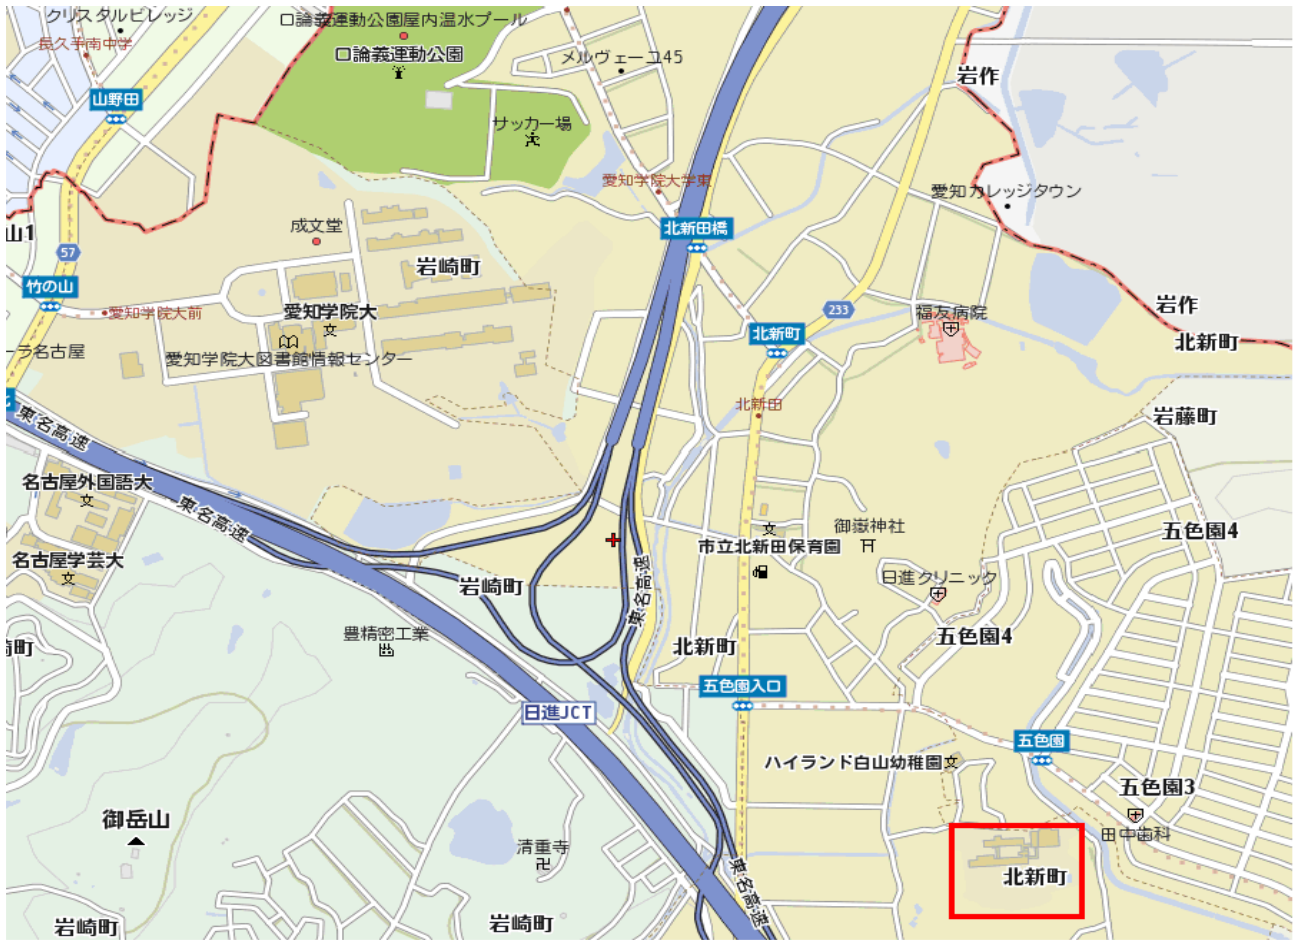 クリスタルビレッジ
口論義運動公園屋内温水プール
長久手南中学
口論義運動公園
メルヴェーユ45
岩作
山野田
サッカー場
愛知学院大学東
愛知カレッジタウン
山1
成文堂
北新田橋
57
岩崎町
竹の山
愛知学院大前
愛知学院大
233
福友病院
岩作
北新町
北新町
ーラ名古屋
愛知学院大図書館情報センター
北新田
岩藤町
東名高速
名古屋外国語大
東名高速
御嶽神社
五色園4
市立北新田保育園
名古屋学芸大
岩崎町
東名高速
日進クリニック
豊精密工業
五色園4
北新町
五色園入口
日進JCT
五色園
ハイランド白山幼稚園
五色園3
御岳山
田中歯科
清重寺
北新町
東名高速
岩崎町
岩崎町